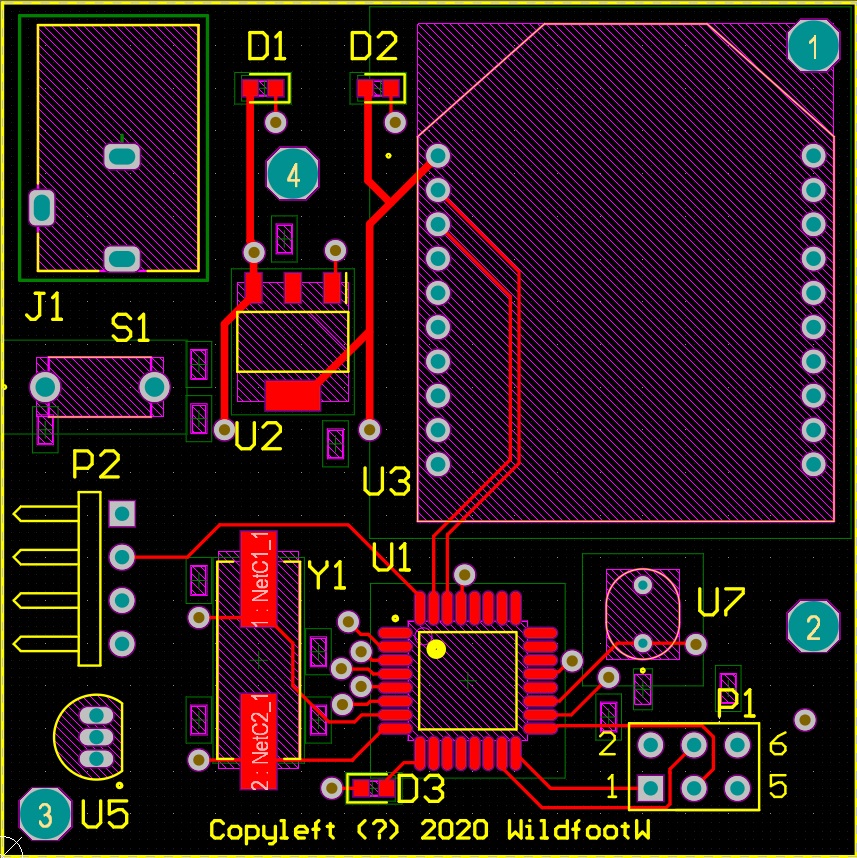 D1 D2
1
4
J1
S1
U2
U3
P2
U1
1 : NetC1_1
Y1
U7
2
P1
2 : NetC2_1
2 6
1 5
D3
3
U5
Copyleft (?) 2020 WildfootW